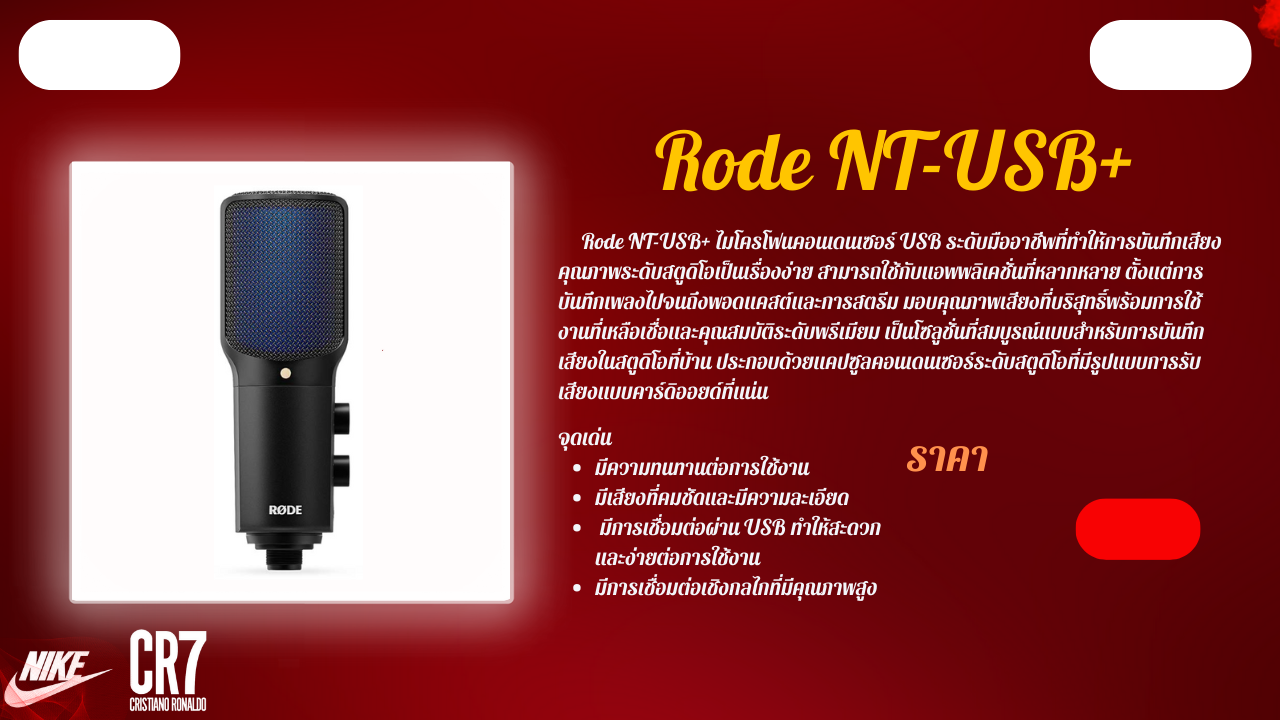 Rode NT-USB+
Rode NT-USB+ ไมโครโฟนคอนเดนเซอร์ USB ระดับมืออาชีพที่ทำให้การบันทึกเสียง
คุณภาพระดับสตูดิโอเป็นเรื่องง่าย สามารถใช้กับแอพพลิเคชั่นที่หลากหลาย ตั้งแต่การ
บันทึกเพลงไปจนถึงพอดแคสต์และการสตรีม มอบคุณภาพเสียงที่บริสุทธิ์พร้อมการใช้
งานที่เหลือเชื่อและคุณสมบัติระดับพรีเมียม เป็นโซลูชั่นที่สมบูรณ์แบบสำหรับการบันทึก
เสียงในสตูดิโอที่บ้าน ประกอบด้วยแคปซูลคอนเดนเซอร์ระดับสตูดิโอที่มีรูปแบบการรับ
เสียงแบบคาร์ดิออยด์ที่แน่น
จุดเด่น
• มีความทนทานต่อการใช้งาน
• มีเสียงที่คมชัดและมีความละเอียด
• มีการเชื่อมต่อผ่าน USB ทำให้สะดวก
และง่ายต่อการใช้งาน
• มีการเชื่อมต่อเชิงกลไกที่มีคุณภาพสูง
ราคา
RØDE
NIKE
CR7
CRISTIANO RONALDO